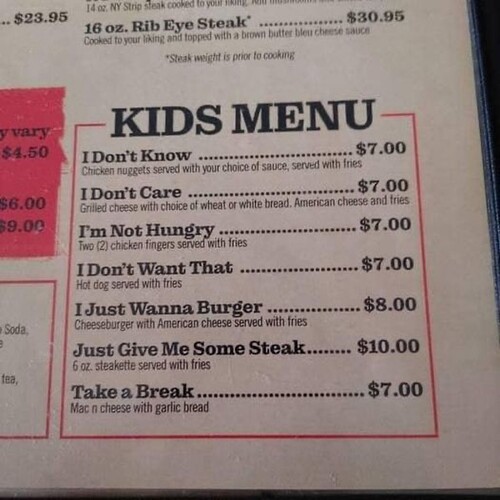 14 oz. NY Strip steak cooked to your liking. Add mushrooms
... $23.95
16 oz. Rib Eye Steak* .................... $30.95
Cooked to your liking and topped with a brown butter bleu cheese sauce
*Steak weight is prior to cooking
y vary
$4.50
$6.00
$9.00
Soda,
tea,
KIDS MENU
I Don't Know .............................. $7.00
Chicken nuggets served with your choice of sauce, served with fries
I Don't Care ................................ $7.00
Grilled cheese with choice of wheat or white bread. American cheese and fries
I'm Not Hungry ......................... $7.00
Two (2) chicken fingers served with fries
I Don't Want That ..................... $7.00
Hot dog served with fries
I Just Wanna Burger ................ $8.00
Cheeseburger with American cheese served with fries
Just Give Me Some Steak........ $10.00
6 oz. steakette served with fries
Take a Break.............................. $7.00
Mac n cheese with garlic bread